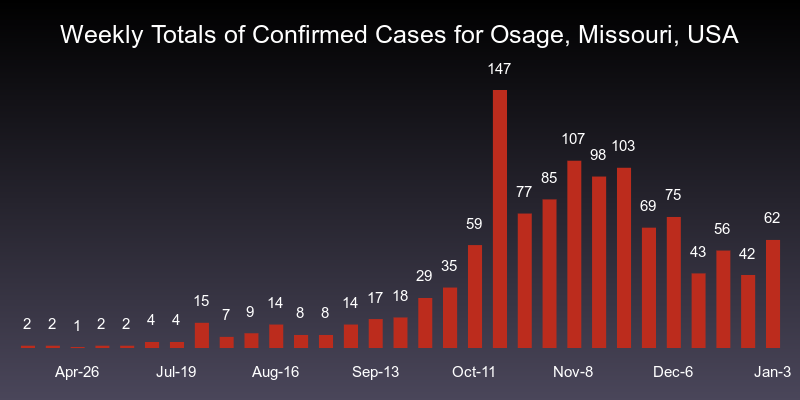 Weekly Totals of Confirmed Cases for Osage, Missouri, USA
2 2 1 2 2 4 4 15 7 9 14 8 8 14 17 18 29 35 59 147 77 85 107 98 103 69 75 43 56 42 62
Apr-26 Jul-19 Aug-16 Sep-13 Oct-11 Nov-8 Dec-6 Jan-3